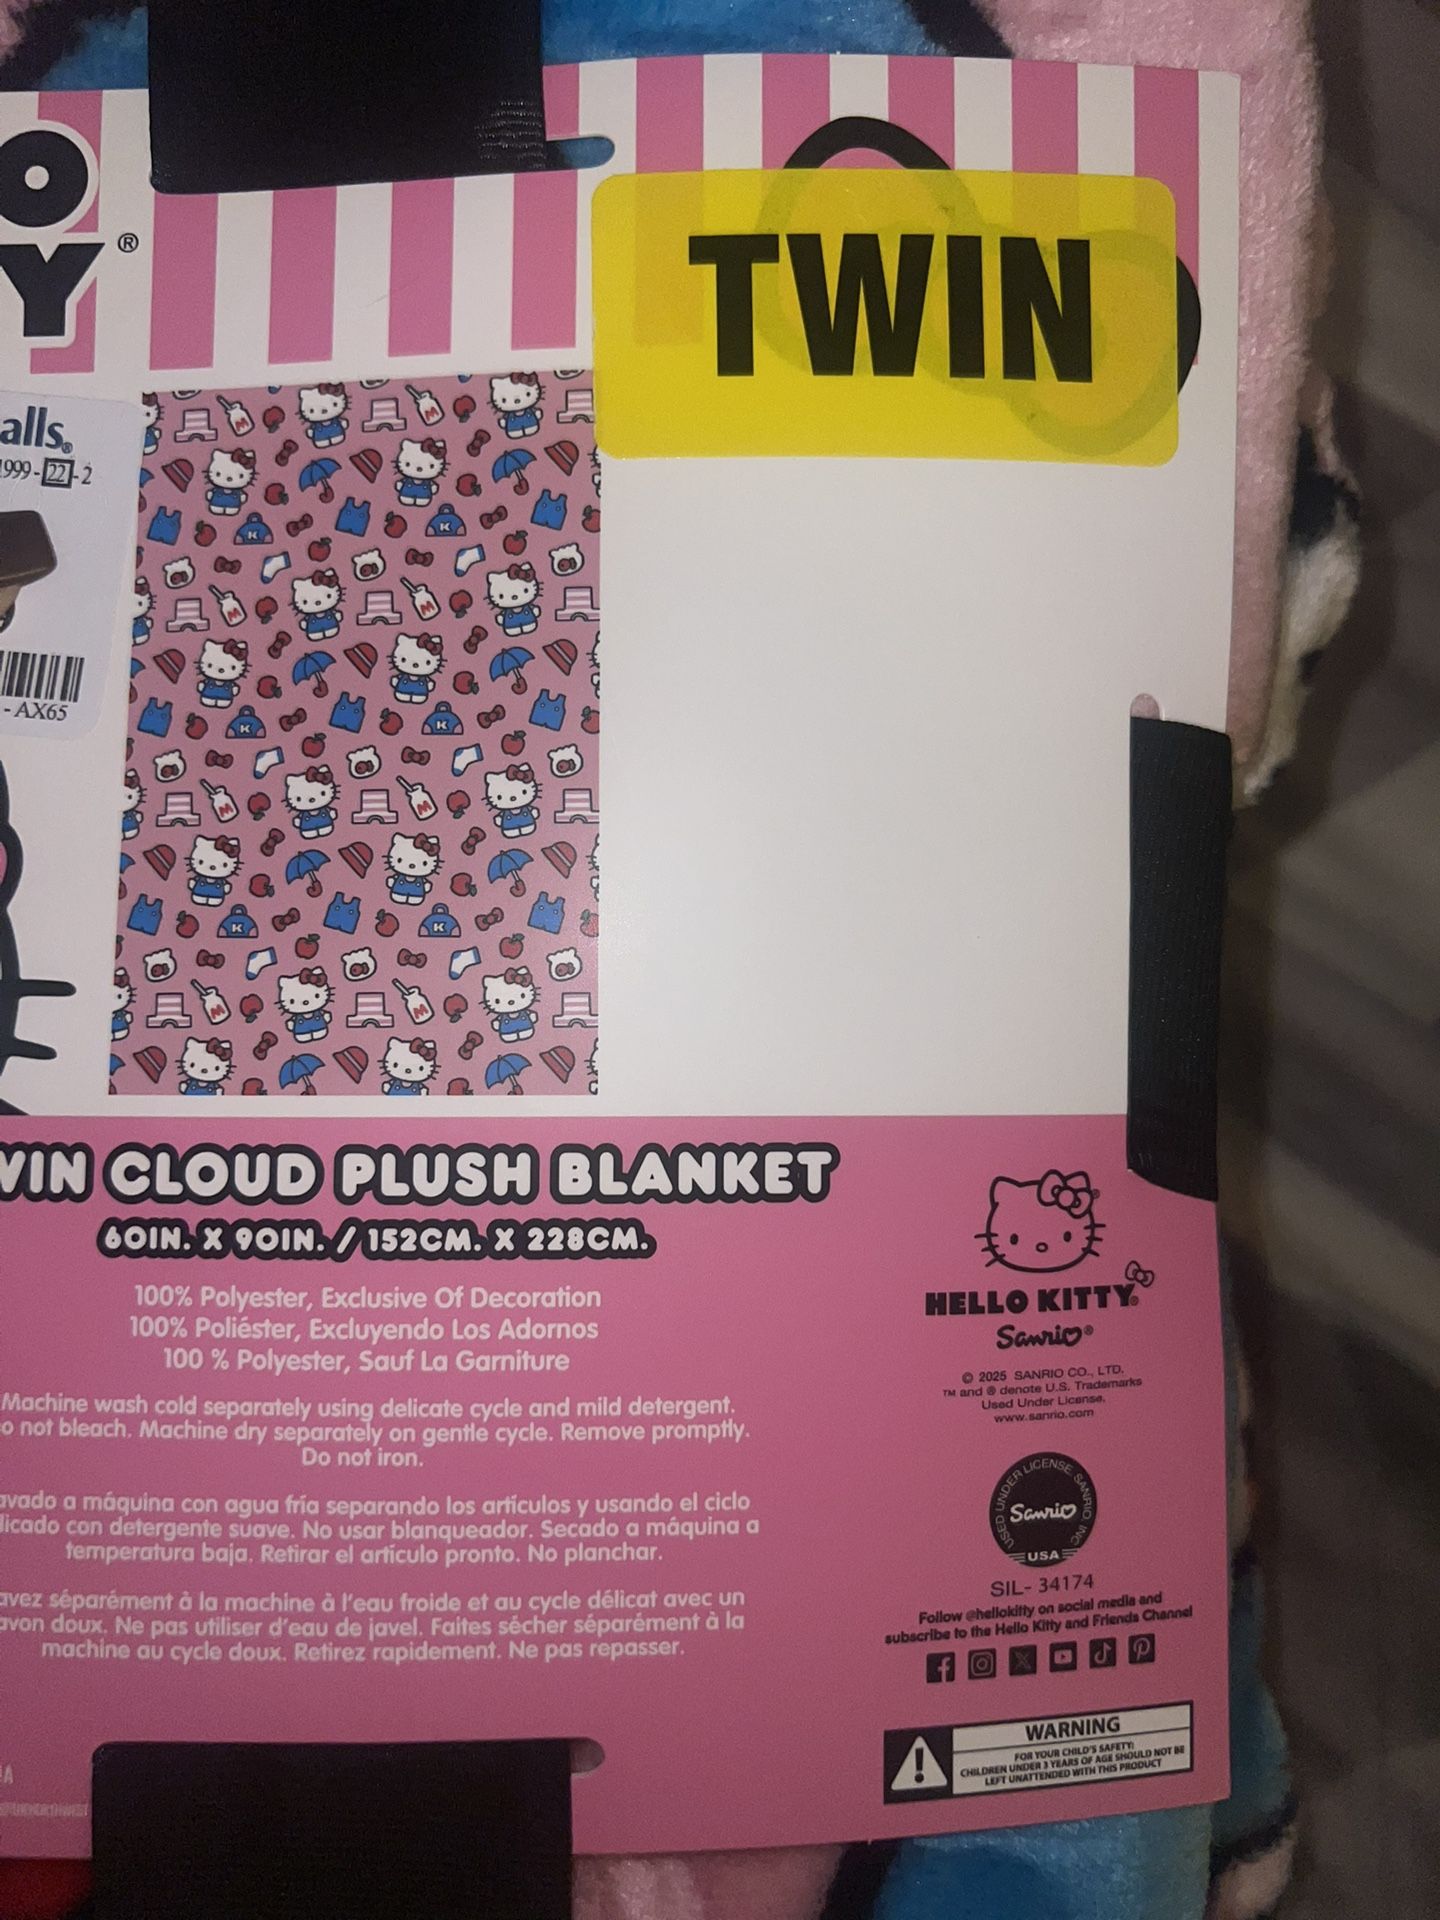 O
Y®
TWIN
alls®
1999-22-2
- AX65
WIN CLOUD PLUSH BLANKET
60IN. X 90IN. / 152CM. X 228CM.
100% Polyester, Exclusive Of Decoration
100% Poliéster, Excluyendo Los Adornos
100 % Polyester, Sauf La Garniture
Machine wash cold separately using delicate cycle and mild detergent.
o not bleach. Machine dry separately on gentle cycle. Remove promptly.
Do not iron.
avado a máquina con agua fría separando los artículos y usando el ciclo
licado con detergente suave. No usar blanqueador. Secado a máquina a
temperatura baja. Retirar el artículo pronto. No planchar.
avez séparément à la machine à l'eau froide et au cycle délicat avec un
avon doux. Ne pas utiliser d'eau de javel. Faites sécher séparément à la
machine au cycle doux. Retirez rapidement. Ne pas repasser.
HELLO KITTY®
Sanrio®
© 2025 SANRIO CO., LTD.
TM and ® denote U.S. Trademarks
Used Under License.
www.sanrio.com
USED UNDER LICENSE SANRIO, INC
Sanrio
USA
SIL- 34174
Follow @hellokitty on social media and
subscribe to the Hello Kitty and Friends Channel
WARNING
FOR YOUR CHILD'S SAFETY:
CHILDREN UNDER 3 YEARS OF AGE SHOULD NOT BE
LEFT UNATTENDED WITH THIS PRODUCT